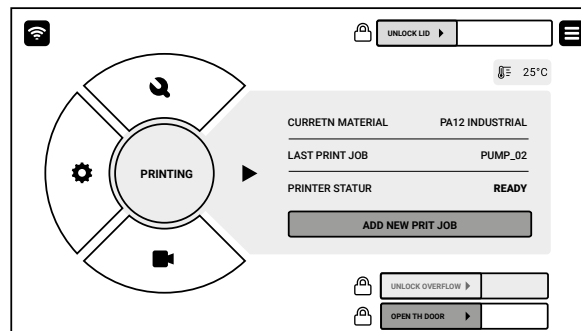 UNLOCK LID
25°C
CURRETN MATERIAL PA12 INDUSTRIAL
LAST PRINT JOB PUMP_02
PRINTING
PRINTER STATUR READY
ADD NEW PRIT JOB
UNLOCK OVERFLOW
OPEN TH DOOR